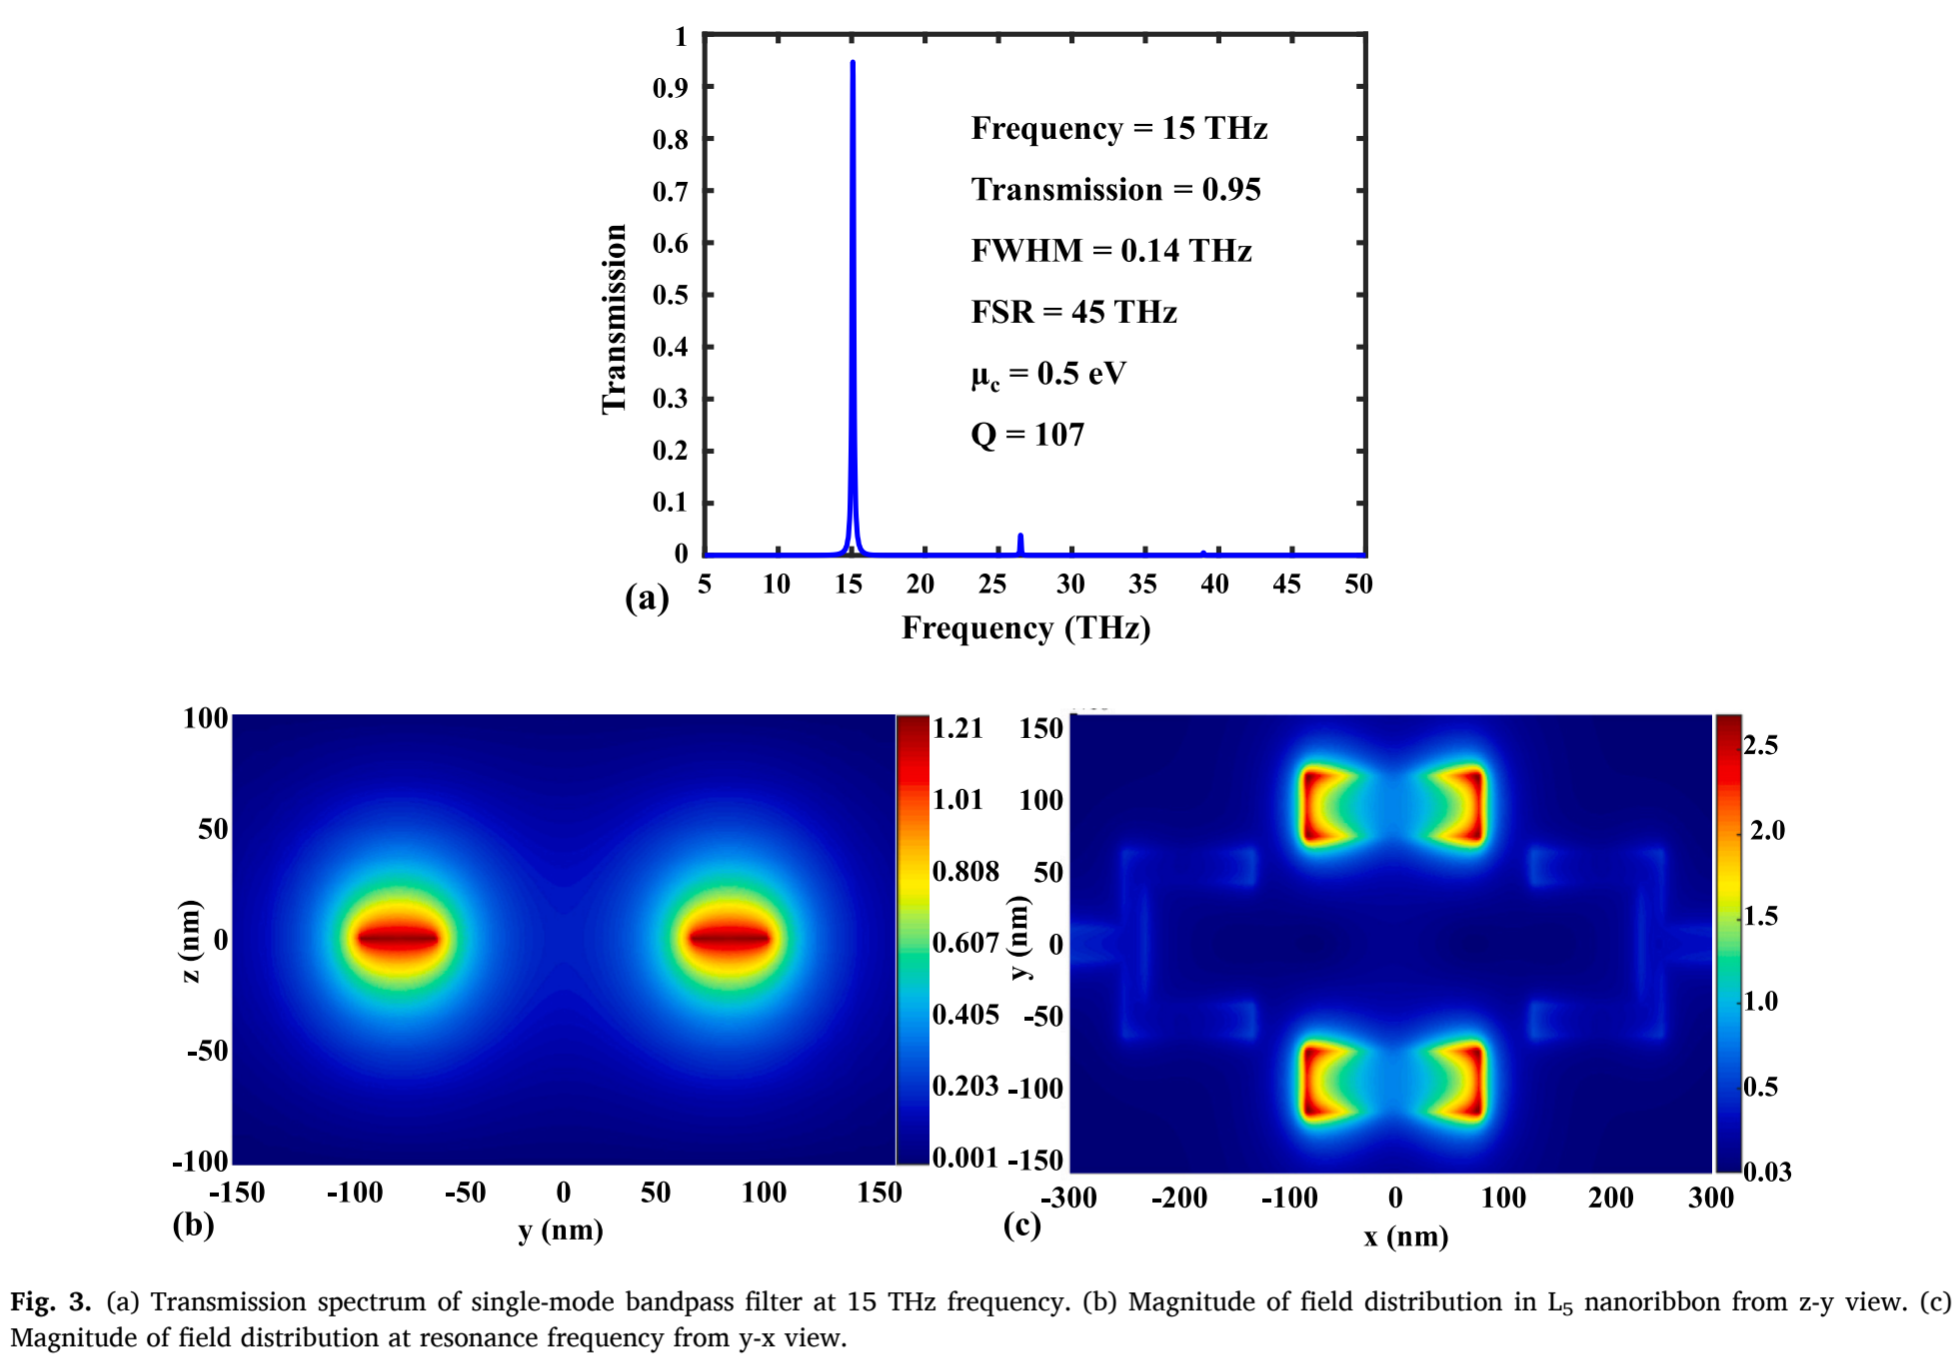 1
0.9
0.8
0.7
0.6
0.5
0.4
0.3
0.2
0.1
0
Transmission
Frequency = 15 THz
Transmission = 0.95
FWHM = 0.14 THz
FSR = 45 THz
μc = 0.5 eV
Q = 107
5 10 15 20 25 30 35 40 45 50
(a)
Frequency (THz)
100
50
0
-50
-100
z (nm)
-150 -100 -50 0 50 100 150
(b)
y (nm)
1.21
1.01
0.808
0.607
0.405
0.203
0.001
150
100
50
0
-50
-100
-150
y (nm)
-300 -200 -100 0 100 200 300
(c)
x (nm)
2.5
2.0
1.5
1.0
0.5
0.03
Fig. 3. (a) Transmission spectrum of single-mode bandpass filter at 15 THz frequency. (b) Magnitude of field distribution in L5 nanoribbon from z-y view. (c)
Magnitude of field distribution at resonance frequency from y-x view.